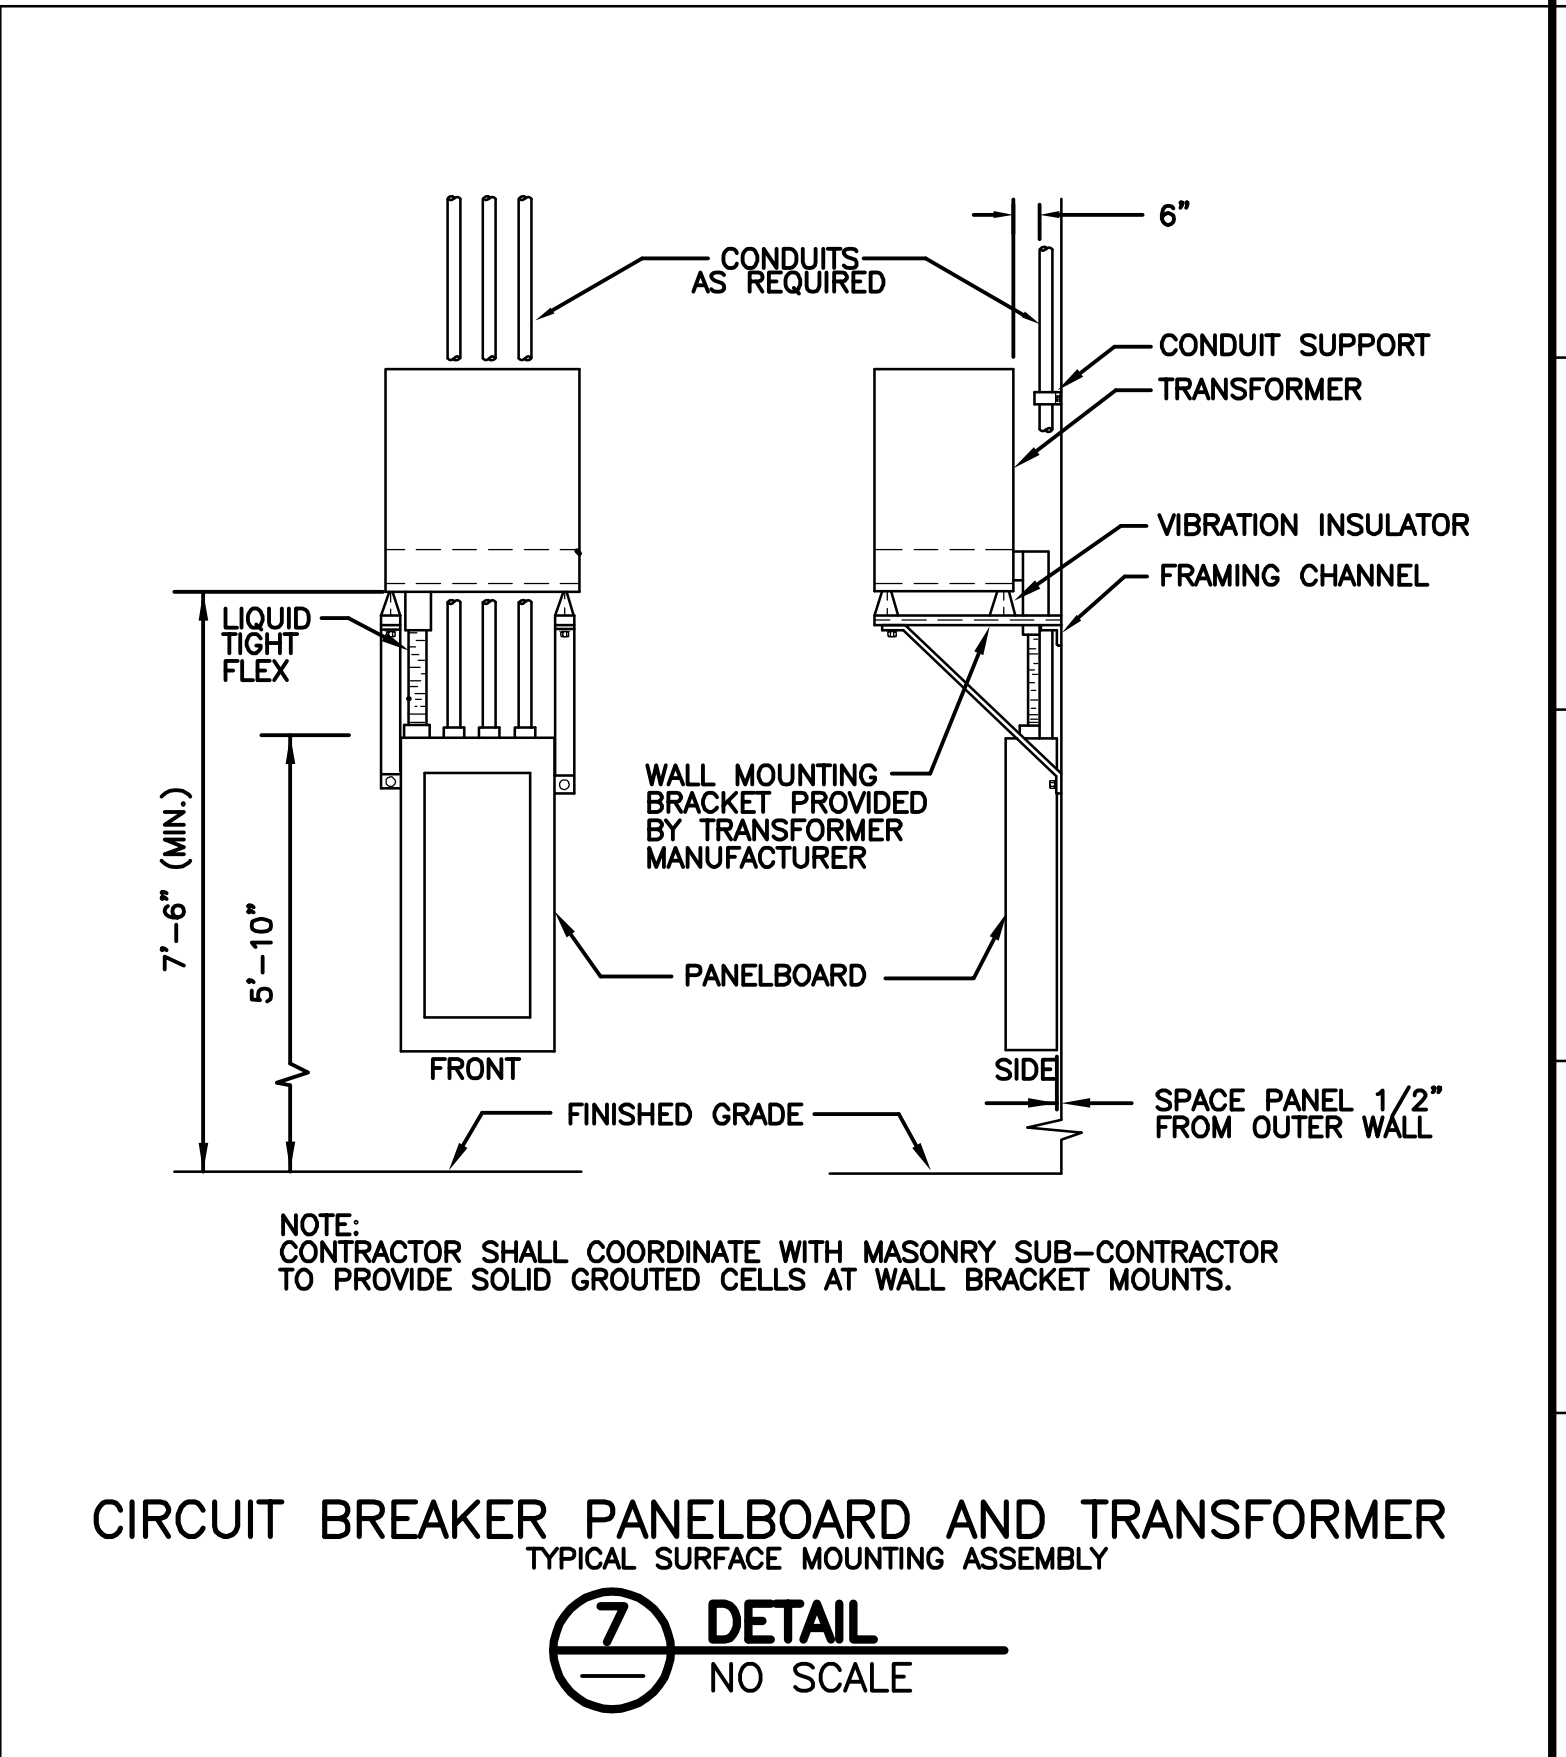 6"
CONDUITS
AS REQUIRED
CONDUIT SUPPORT
TRANSFORMER
VIBRATION INSULATOR
FRAMING CHANNEL
LIQUID
TIGHT
FLEX
WALL MOUNTING
BRACKET PROVIDED
BY TRANSFORMER
MANUFACTURER
7'-6" (MIN.)
5'-10"
PANELBOARD
FRONT
SIDE
FINISHED GRADE
SPACE PANEL 1/2"
FROM OUTER WALL
NOTE:
CONTRACTOR SHALL COORDINATE WITH MASONRY SUB-CONTRACTOR
TO PROVIDE SOLID GROUTED CELLS AT WALL BRACKET MOUNTS.
CIRCUIT BREAKER PANELBOARD AND TRANSFORMER
TYPICAL SURFACE MOUNTING ASSEMBLY
7 DETAIL
NO SCALE